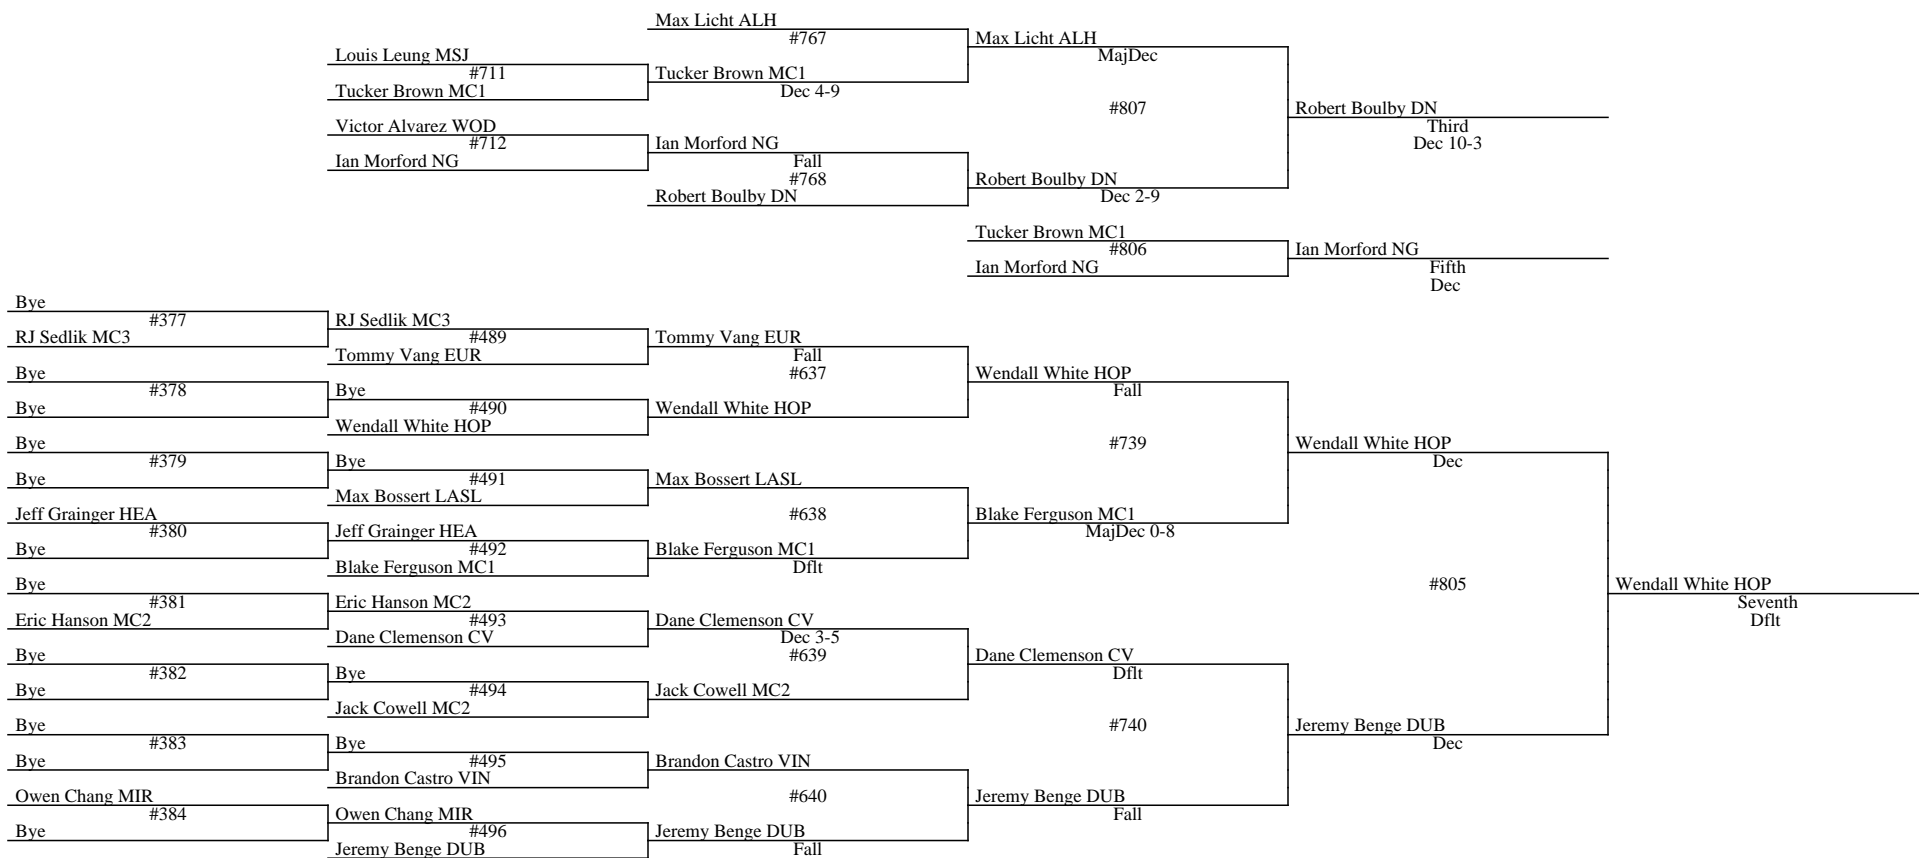 Max Licht ALH
#767
Max Licht ALH
MajDec
Louis Leung MSJ
#711
Tucker Brown MC1
Tucker Brown MC1
Dec 4-9
#807
Robert Boulby DN
Third
Dec 10-3
Victor Alvarez WOD
#712
Ian Morford NG
Ian Morford NG
Fall
#768
Robert Boulby DN
Robert Boulby DN
Dec 2-9
Tucker Brown MC1
#806
Ian Morford NG
Ian Morford NG
Fifth
Dec
Bye
#377
RJ Sedlik MC3
RJ Sedlik MC3
#489
Tommy Vang EUR
Tommy Vang EUR
Fall
#637
Wendall White HOP
Fall
Bye
#378
Bye
Bye
#490
Wendall White HOP
Wendall White HOP
#739
Wendall White HOP
Dec
Bye
#379
Bye
Bye
#491
Max Bossert LASL
Max Bossert LASL
#638
Blake Ferguson MC1
MajDec 0-8
Jeff Grainger HEA
#380
Bye
Jeff Grainger HEA
#492
Blake Ferguson MC1
Blake Ferguson MC1
Dflt
#805
Wendall White HOP
Seventh
Dflt
Bye
#381
Eric Hanson MC2
Eric Hanson MC2
#493
Dane Clemenson CV
Dane Clemenson CV
Dec 3-5
#639
Dane Clemenson CV
Dflt
Bye
#382
Bye
Bye
#494
Jack Cowell MC2
Jack Cowell MC2
#740
Jeremy Benge DUB
Dec
Bye
#383
Bye
Bye
#495
Brandon Castro VIN
Brandon Castro VIN
#640
Jeremy Benge DUB
Fall
Owen Chang MIR
#384
Bye
Owen Chang MIR
#496
Jeremy Benge DUB
Jeremy Benge DUB
Fall